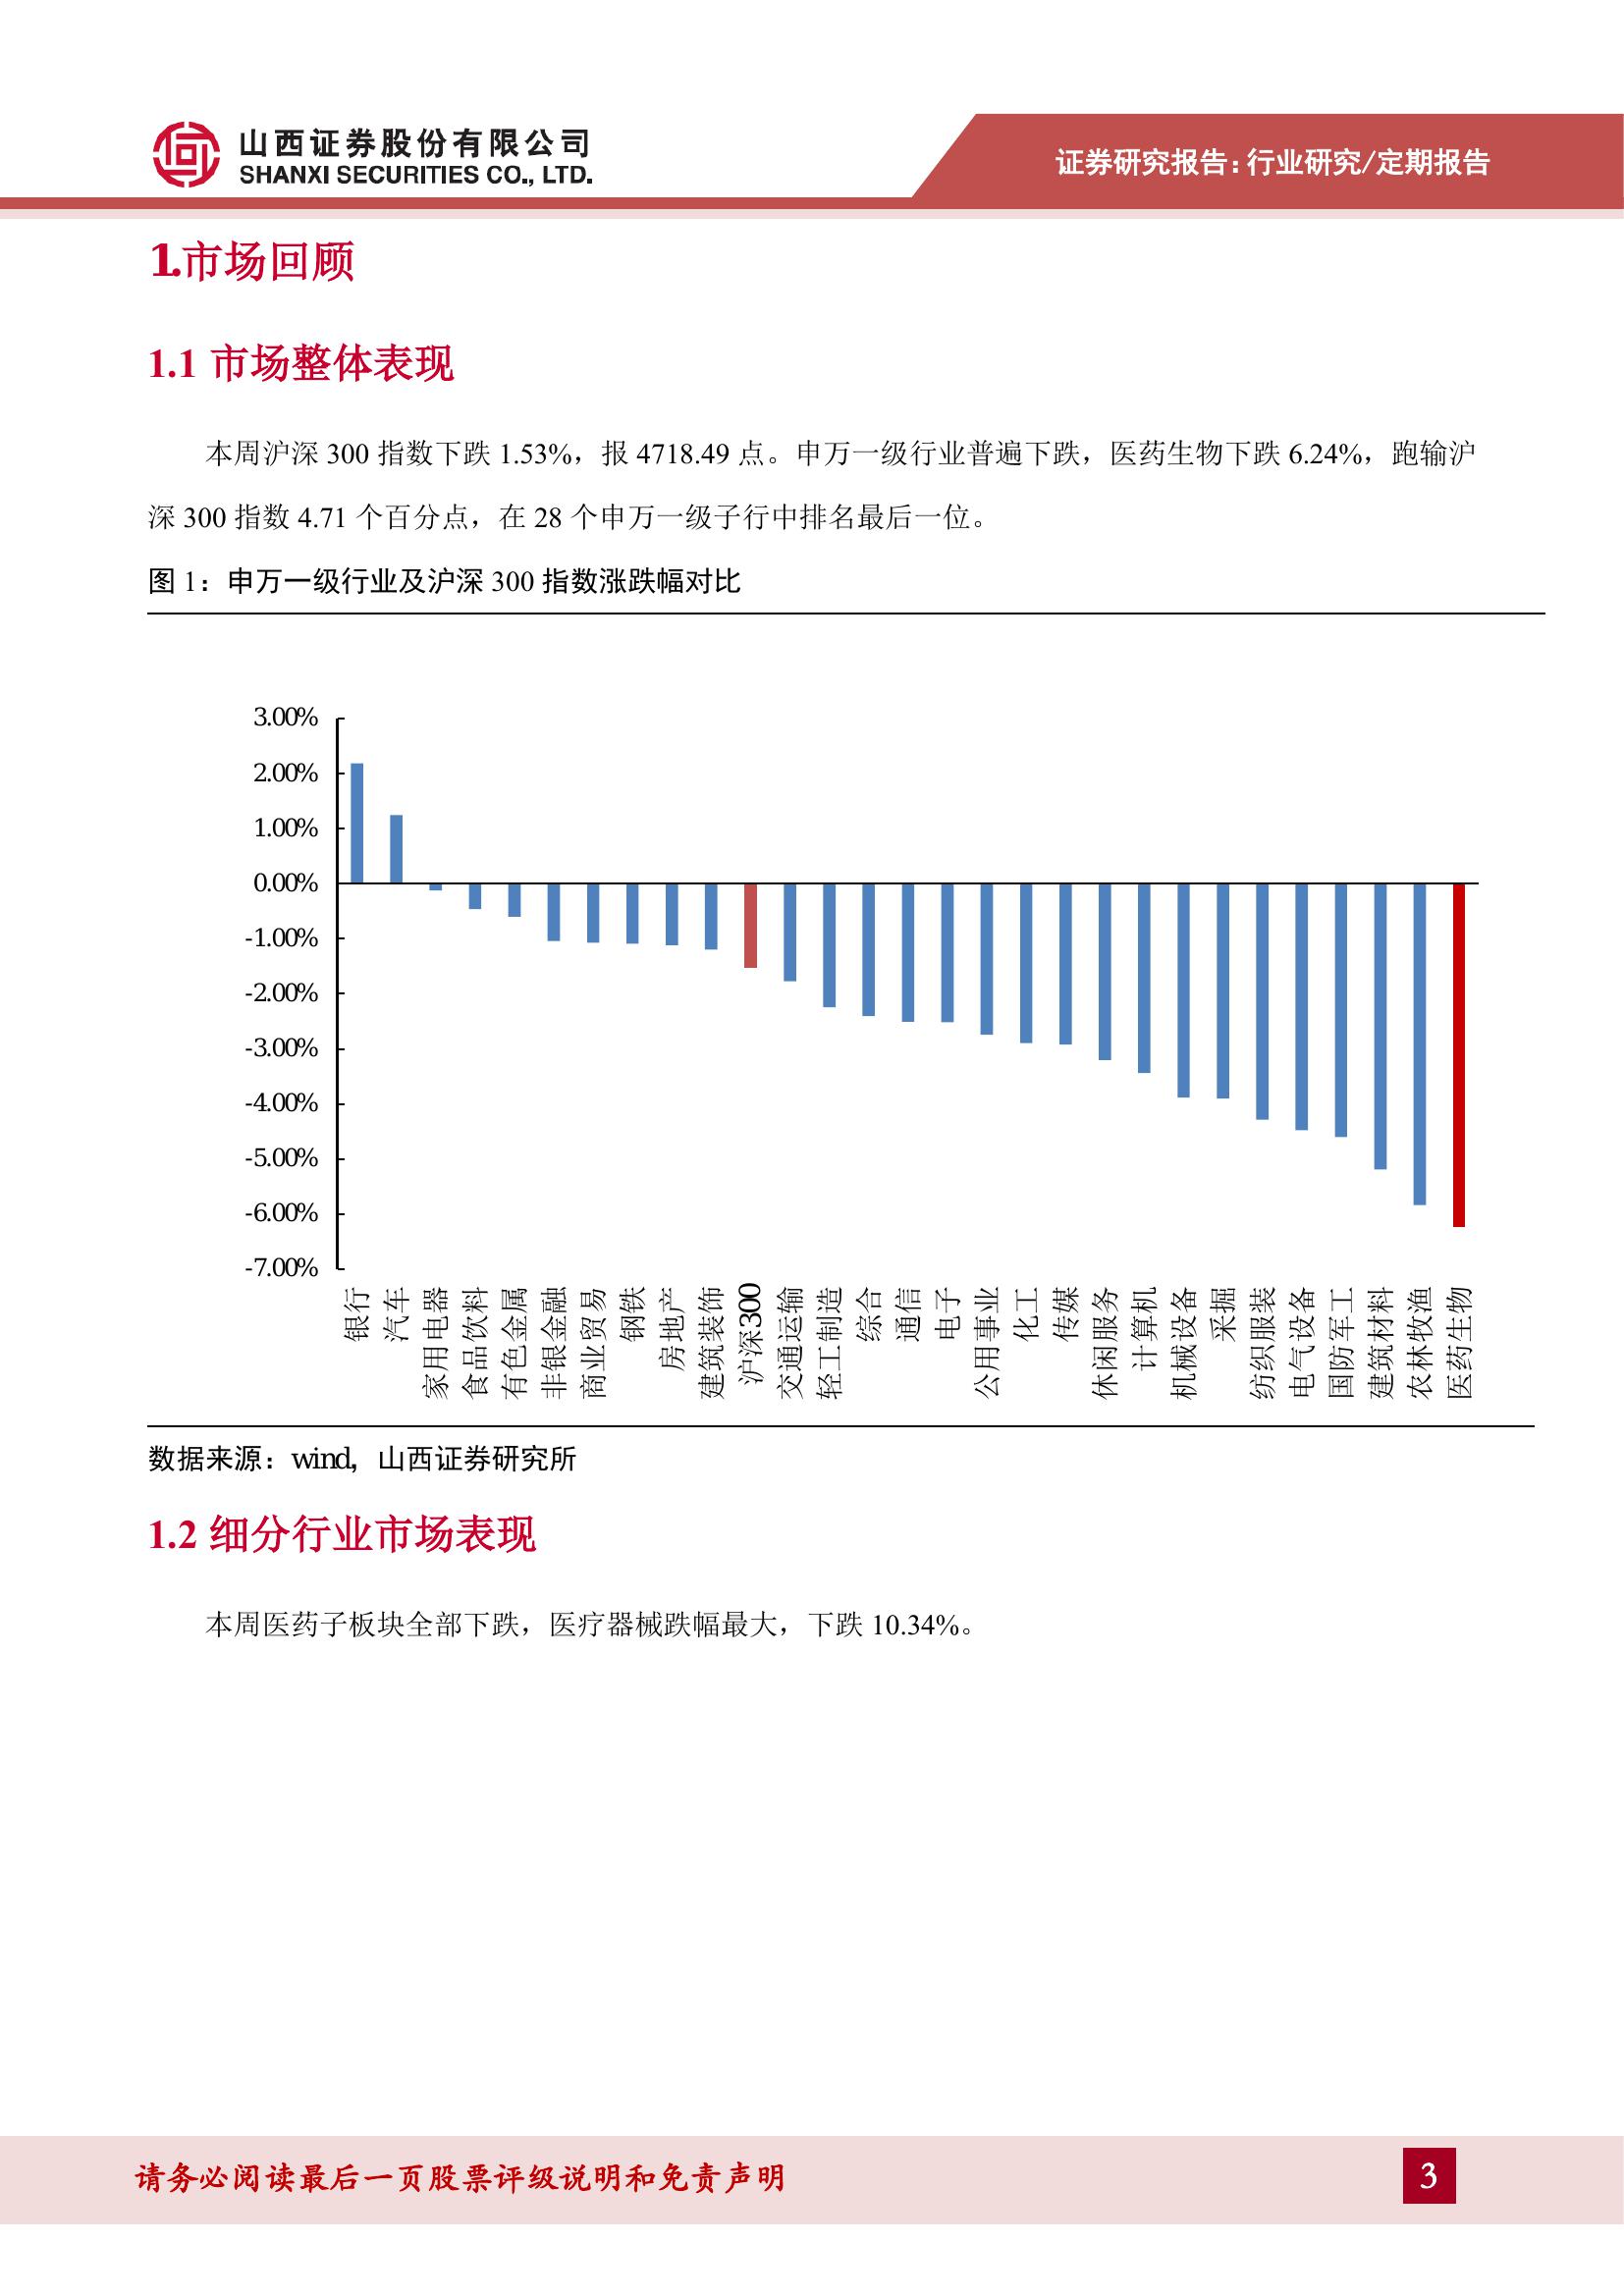 山西证券股份有限公司
SHANXI SECURITIES CO., LTD.
证券研究报告：行业研究/定期报告
1.市场回顾
1.1 市场整体表现
本周沪深 300 指数下跌 1.53%，报 4718.49 点。申万一级行业普遍下跌，医药生物下跌 6.24%，跑输沪
深 300 指数 4.71 个百分点，在 28 个申万一级子行中排名最后一位。
图 1：申万一级行业及沪深 300 指数涨跌幅对比
3.00%
2.00%
1.00%
0.00%
-1.00%
-2.00%
-3.00%
-4.00%
-5.00%
-6.00%
-7.00%
银行
汽车
家用电器
食品饮料
有色金属
非银金融
商业贸易
钢铁
房地产
建筑装饰
沪深300
交通运输
轻工制造
综合
通信
电子
公用事业
化工
传媒
休闲服务
计算机
机械设备
采掘
纺织服装
电气设备
国防军工
建筑材料
农林牧渔
医药生物
数据来源：wind，山西证券研究所
1.2 细分行业市场表现
本周医药子板块全部下跌，医疗器械跌幅最大，下跌 10.34%。
请务必阅读最后一页股票评级说明和免责声明
3